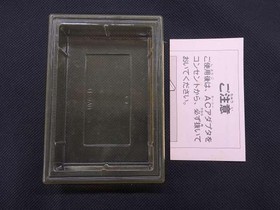 ご注意
ご使用後は、ACアダプタを
コンセントから、必ず抜いて
おいてください。